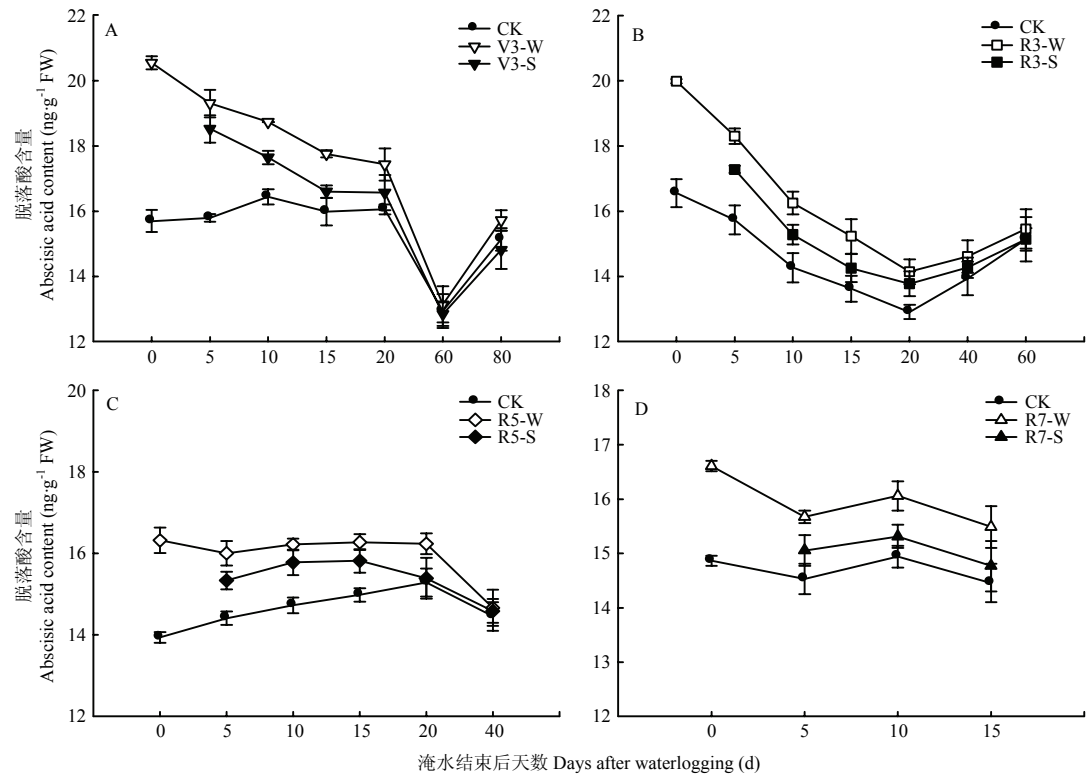 A
CK
V3-W
V3-S
22
20
18
16
14
12
0 5 10 15 20 60 80
脱落酸含量
Abscisic acid content (ng·g-1 FW)
B
CK
R3-W
R3-S
22
20
18
16
14
12
0 5 10 15 20 40 60
C
CK
R5-W
R5-S
20
18
16
14
12
0 5 10 15 20 40
脱落酸含量
Abscisic acid content (ng·g-1 FW)
D
CK
R7-W
R7-S
18
17
16
15
14
13
12
0 5 10 15
淹水结束后天数 Days after waterlogging (d)